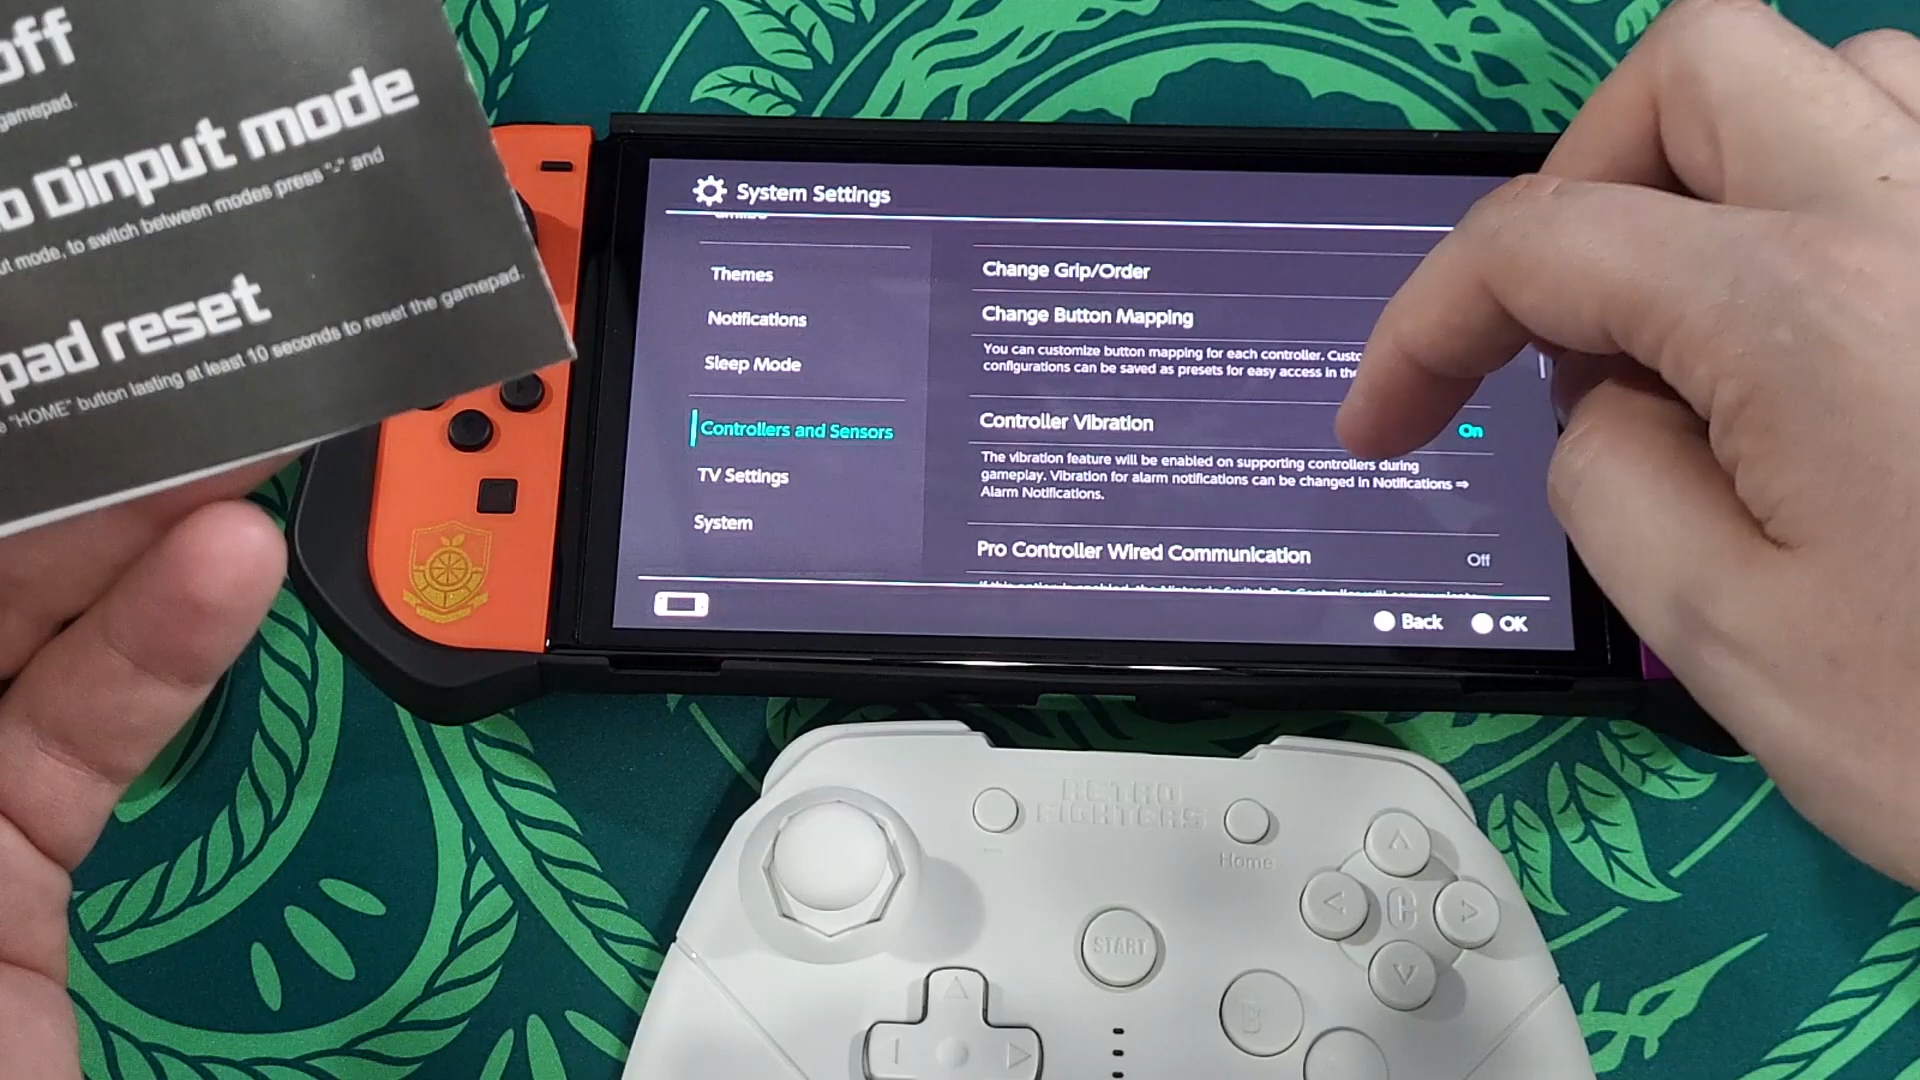 off
gamepad.
Dinput mode
mode, to switch between modes press "-" and
pad reset
"HOME" button lasting at least 10 seconds to reset the gamepad.
System Settings
Themes
Notifications
Sleep Mode
Controllers and Sensors
TV Settings
System
Change Grip/Order
Change Button Mapping
You can customize button mapping for each controller.
configurations can be saved as presets for easy access in the
Controller Vibration
On
The vibration feature will be enabled on supporting controllers during
gameplay. Vibration for alarm notifications can be changed in Notifications ⇒
Alarm Notifications.
Pro Controller Wired Communication
Off
Back
OK
RETRO
FIGHTERS
Home
START
C
B